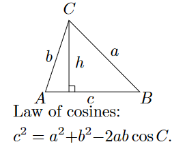 C
b h a
A c B
Law of cosines:
c² = a²+b²−2ab cos C.